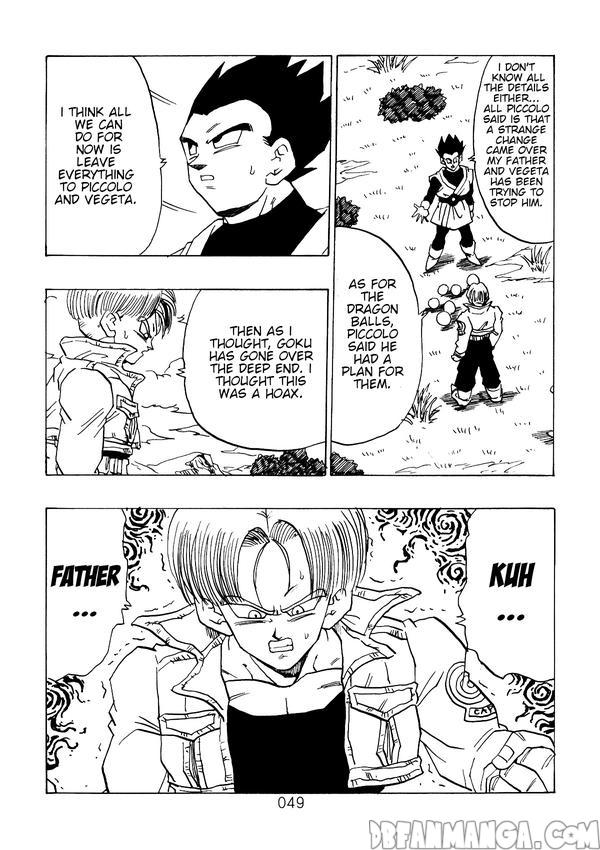 I DON'T
KNOW ALL
THE DETAILS
EITHER...
ALL PICCOLO
SAID IS THAT
A STRANGE
CHANGE
CAME OVER
MY FATHER
AND VEGETA
HAS BEEN
TRYING TO
STOP HIM.
AS FOR
THE
DRAGON
BALLS,
PICCOLO
SAID HE
HAD A
PLAN FOR
THEM.
I THINK ALL
WE CAN
DO FOR
NOW IS
LEAVE
EVERYTHING
TO PICCOLO
AND VEGETA.
THEN AS I
THOUGHT, GOKU
HAS GONE OVER
THE DEEP END. I
THOUGHT THIS
WAS A HOAX.
KUH
...
FATHER
...
CAP
049
DBFANMANGA.COM